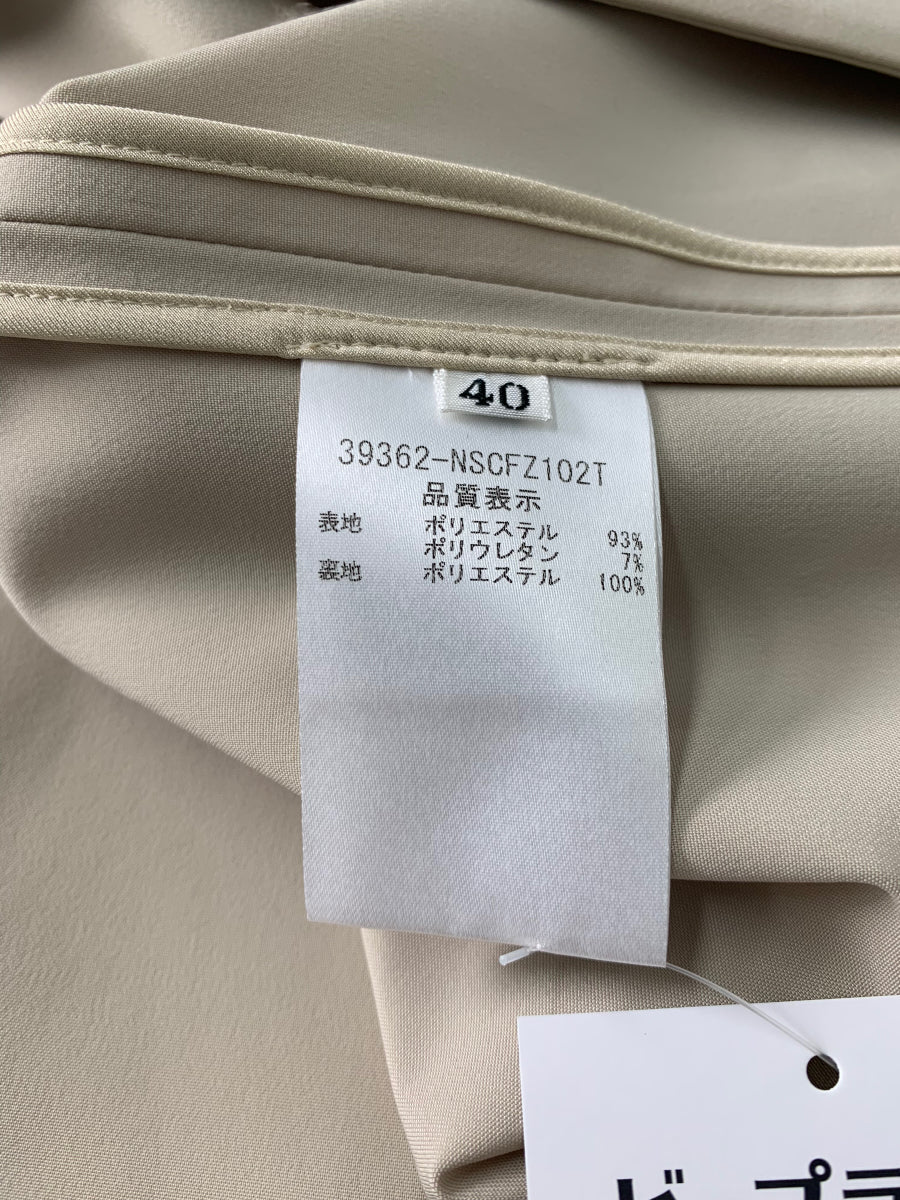 40
39362-NSCFZ102T
品質表示
表地 ポリエステル 93%
ポリウレタン 7%
裏地 ポリエステル 100%